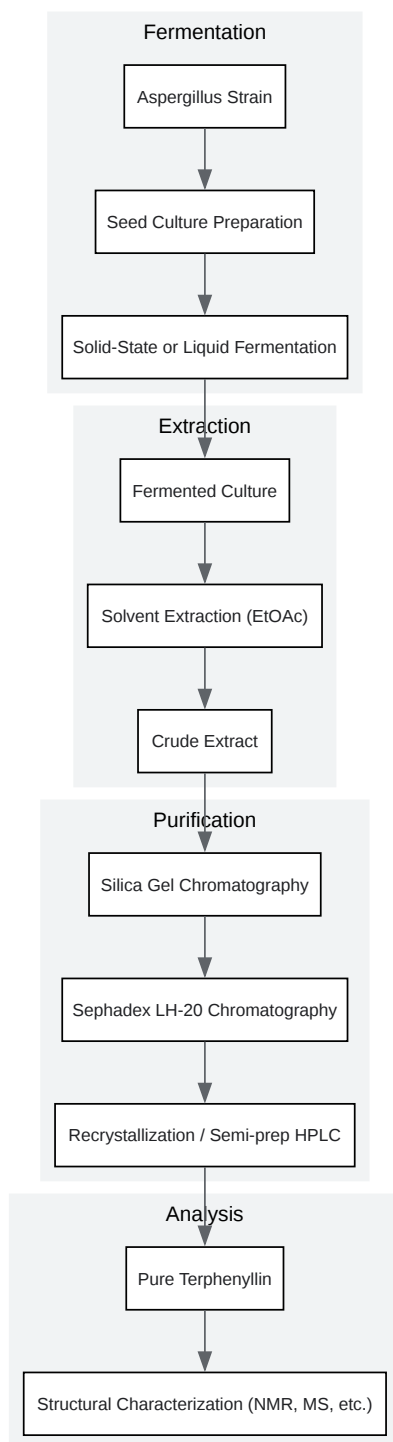 Fermentation
Aspergillus Strain
Seed Culture Preparation
Solid-State or Liquid Fermentation
Extraction
Fermented Culture
Solvent Extraction (EtOAc)
Crude Extract
Purification
Silica Gel Chromatography
Sephadex LH-20 Chromatography
Recrystallization / Semi-prep HPLC
Analysis
Pure Terphenyllin
Structural Characterization (NMR, MS, etc.)